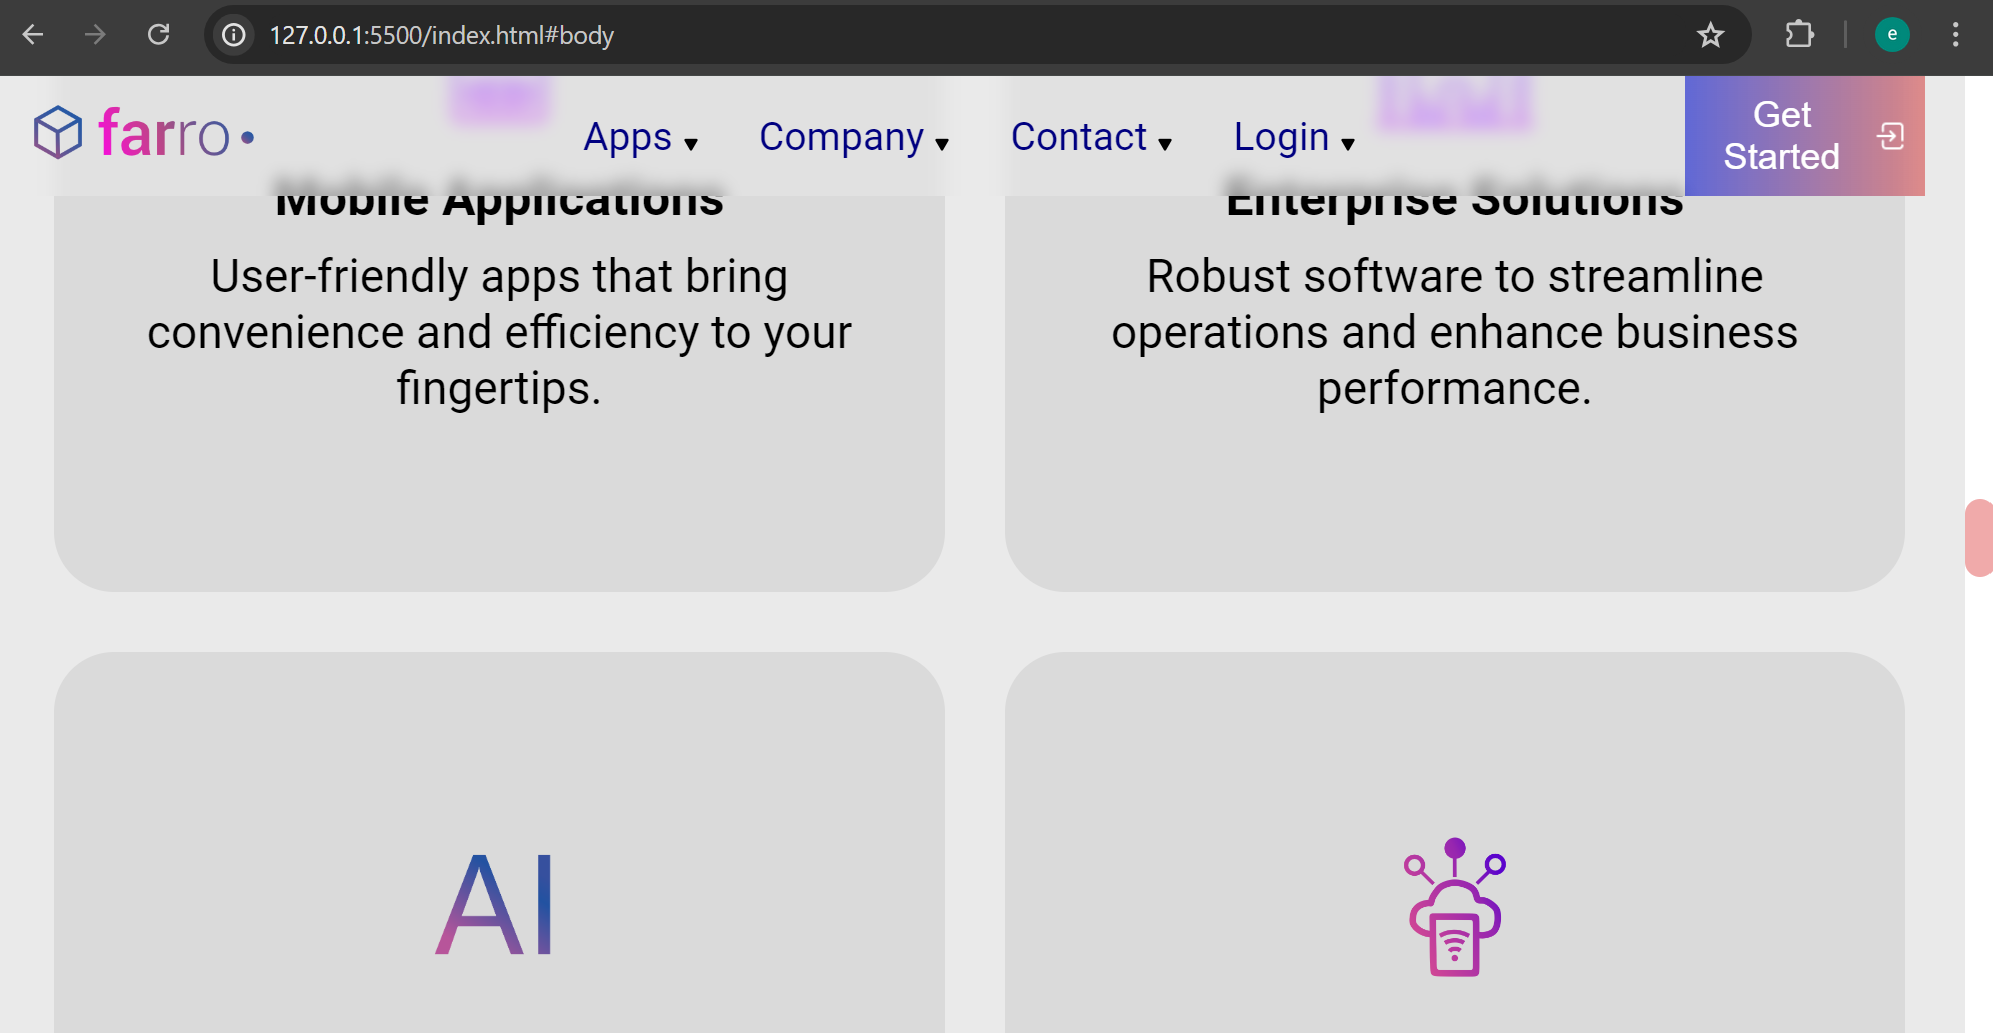 127.0.0.1:5500/index.html#body
e
farro
Apps
Company
Contact
Login
Get
Started
Mobile Applications
User-friendly apps that bring
convenience and efficiency to your
fingertips.
Enterprise Solutions
Robust software to streamline
operations and enhance business
performance.
AI